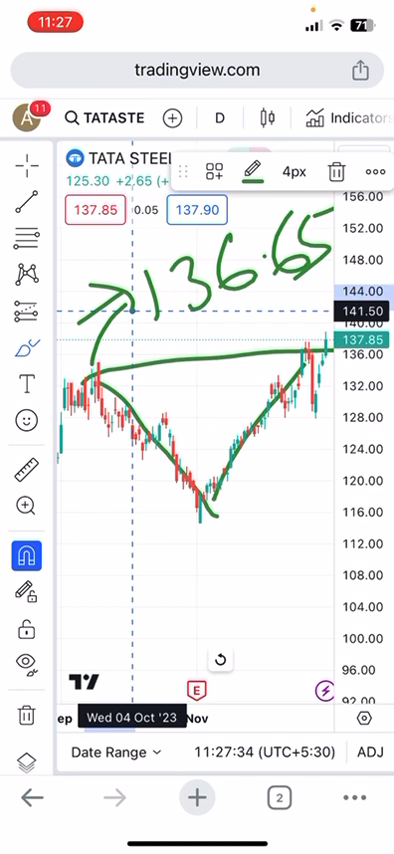 11:27
71
tradingview.com
A 11 TATASTE D Indicators
TATA STEEL
4px
125.30 +2.65 (+
137.85 0.05 137.90
136.65
156.00
152.00
148.00
144.00
141.50
140.00
137.85
136.00
132.00
128.00
124.00
120.00
116.00
112.00
108.00
104.00
100.00
96.00
92.00
T
E
ep Wed 04 Oct '23 Nov
Date Range 11:27:34 (UTC+5:30) ADJ
2